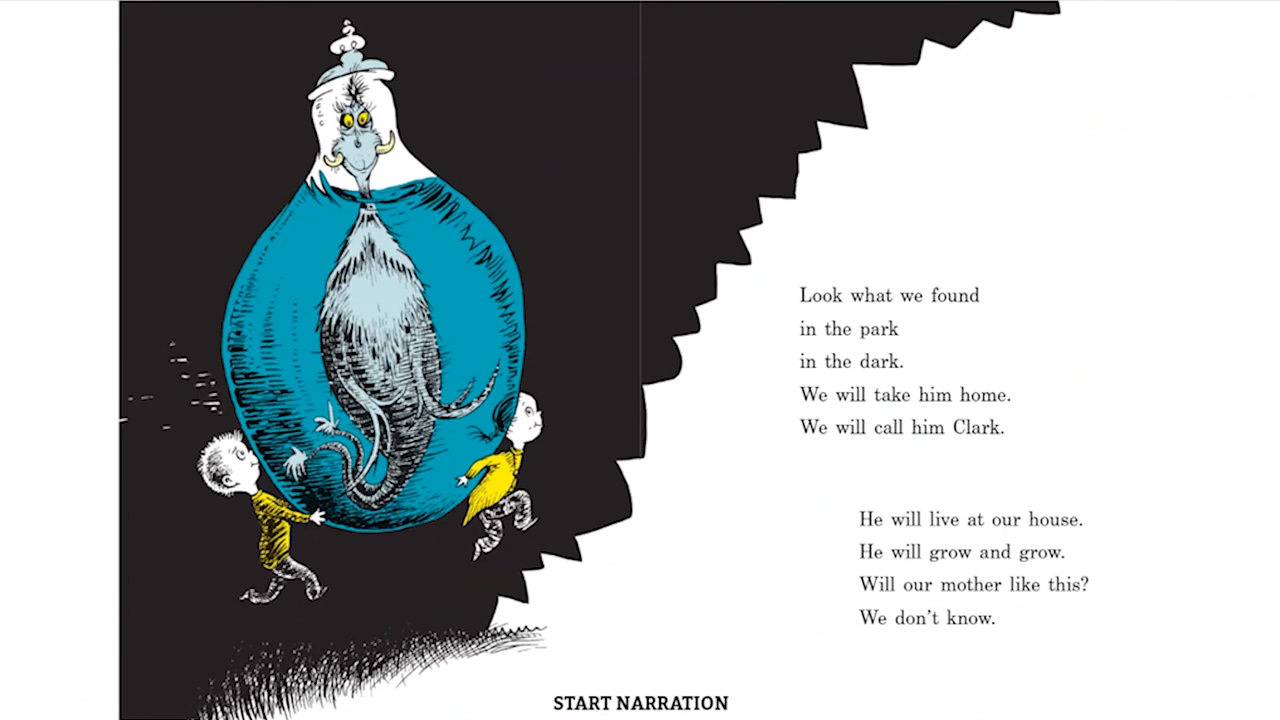 Look what we found
in the park
in the dark.
We will take him home.
We will call him Clark.
He will live at our house.
He will grow and grow.
Will our mother like this?
We don't know.
START NARRATION